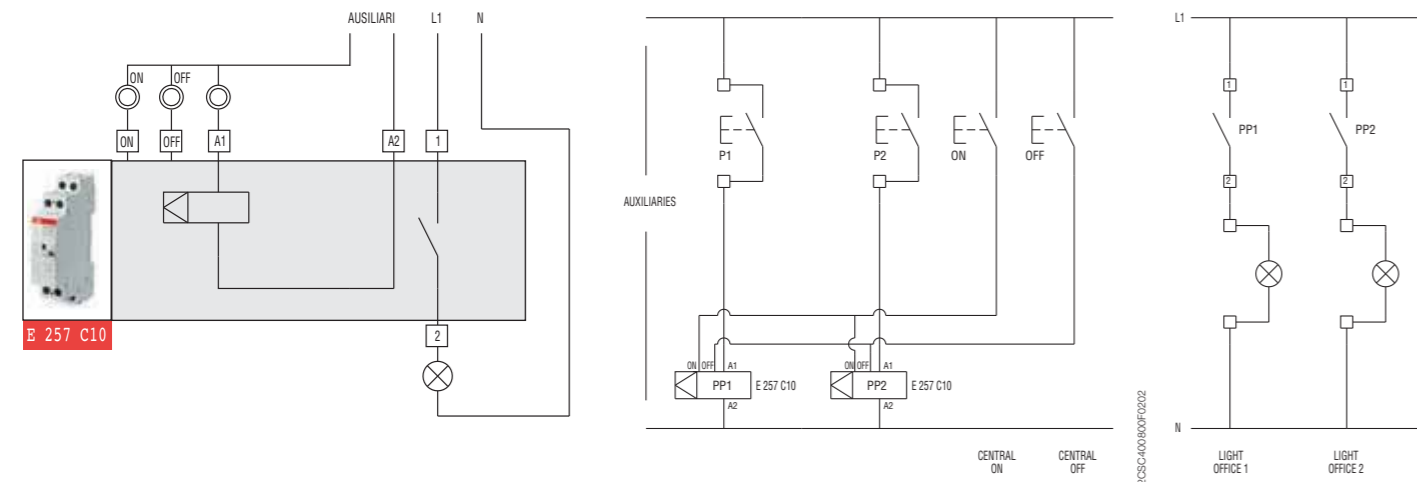 AUSILIARI L1 N
ON OFF
ON OFF A1 A2 1
E 257 C10
2
AUXILIARIES
P1 P2 ON OFF
ON OFF A1
PP1 E 257 C10
A2
ON OFF A1
PP2 E 257 C10
A2
CENTRAL
ON
CENTRAL
OFF
2CSC400800F0202
L1
1 1
PP1 PP2
2 2
N
LIGHT
OFFICE 1
LIGHT
OFFICE 2